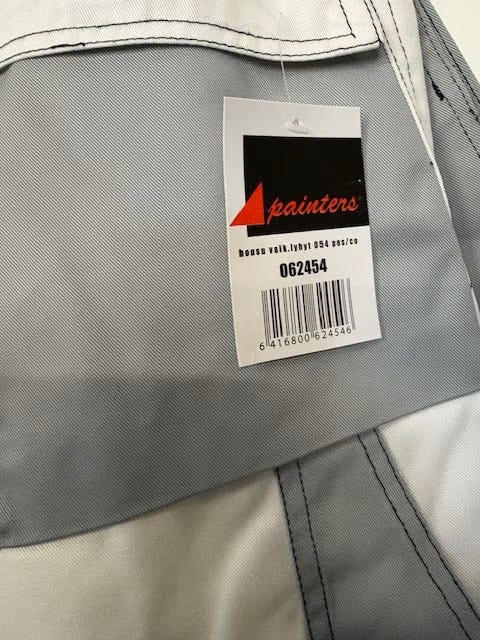 painters
housu valk.lyhyt 054 pes/co
062454
6 416800 624546